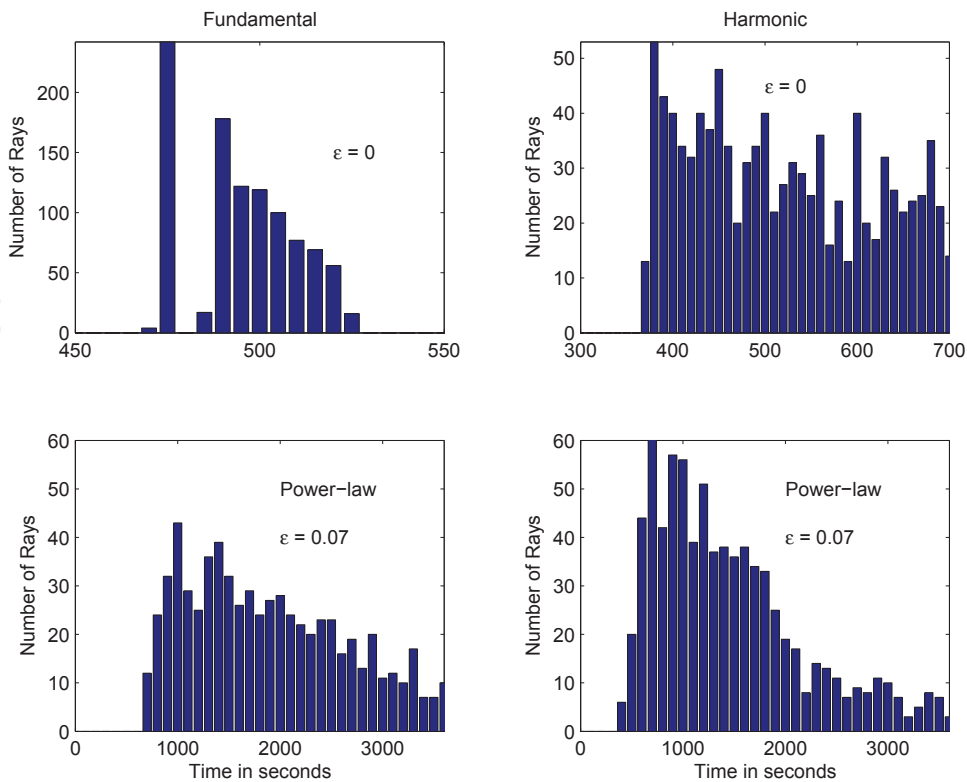 Fundamental
Number of Rays
200
150
100
50
0
ε = 0
450
500
550
Harmonic
Number of Rays
50
40
30
20
10
0
ε = 0
300
400
500
600
700
Number of Rays
60
50
40
30
20
10
0
Power−law
ε = 0.07
0
1000
2000
3000
Time in seconds
Number of Rays
60
50
40
30
20
10
0
Power−law
ε = 0.07
0
1000
2000
3000
Time in seconds